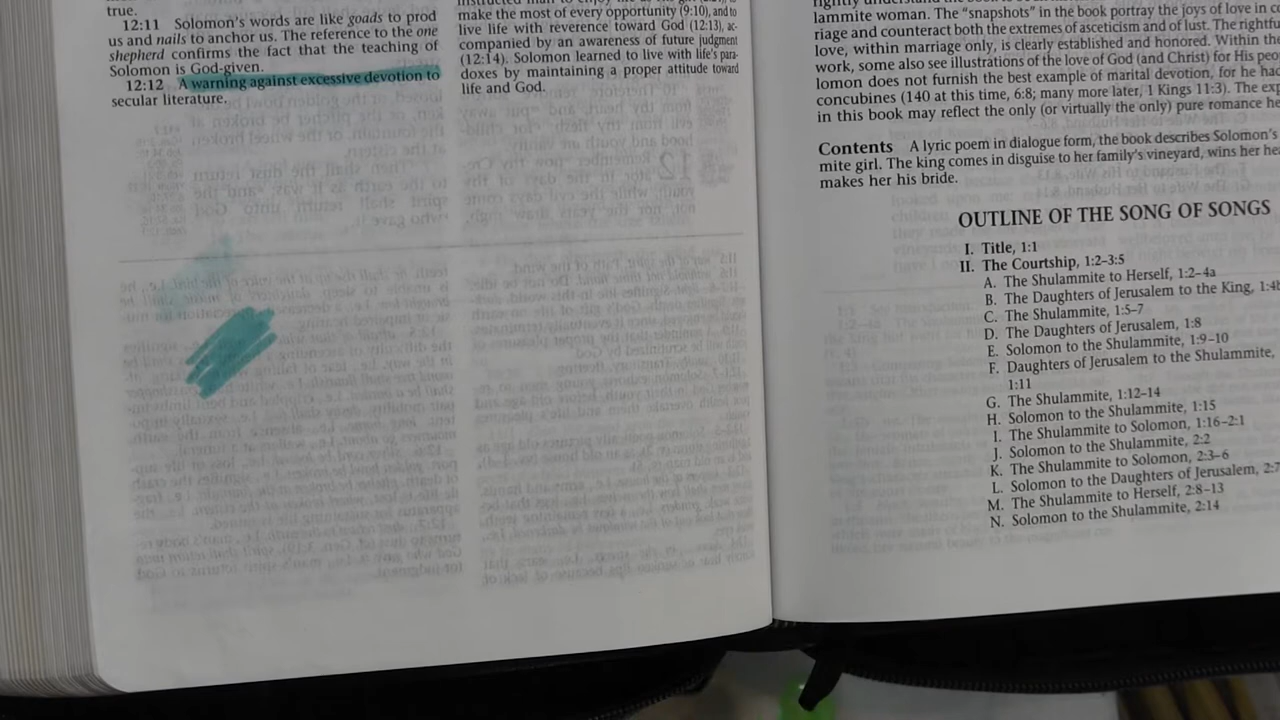 true.
12:11 Solomon's words are like goads to prod
us and nails to anchor us. The reference to the one
shepherd confirms the fact that the teaching of
Solomon is God-given.
12:12 A warning against excessive devotion to
secular literature.
make the most of every opportunity (9:10), and to
live life with reverence toward God (12:13), ac-
companied by an awareness of future judgment
(12:14). Solomon learned to live with life's para-
doxes by maintaining a proper attitude toward
life and God.
lammite woman. The "snapshots" in the book portray the joys of love in
riage and counteract both the extremes of asceticism and of lust. The rightfu
love, within marriage only, is clearly established and honored. Within the
work, some also see illustrations of the love of God (and Christ) for His peo
lomon does not furnish the best example of marital devotion, for he had
concubines (140 at this time, 6:8; many more later, 1 Kings 11:3). The exp
in this book may reflect the only (or virtually the only) pure romance he
Contents A lyric poem in dialogue form, the book describes Solomon's
mite girl. The king comes in disguise to her family's vineyard, wins her hea
makes her his bride.
OUTLINE OF THE SONG OF SONGS
I. Title, 1:1
II. The Courtship, 1:2–3:5
A. The Shulammite to Herself, 1:2–4a
B. The Daughters of Jerusalem to the King, 1:4b
C. The Shulammite, 1:5–7
D. The Daughters of Jerusalem, 1:8
E. Solomon to the Shulammite, 1:9–10
F. Daughters of Jerusalem to the Shulammite,
1:11
G. The Shulammite, 1:12–14
H. Solomon to the Shulammite, 1:15
I. The Shulammite to Solomon, 1:16–2:1
J. Solomon to the Shulammite, 2:2
K. The Shulammite to Solomon, 2:3–6
L. Solomon to the Daughters of Jerusalem, 2:7
M. The Shulammite to Herself, 2:8–13
N. Solomon to the Shulammite, 2:14